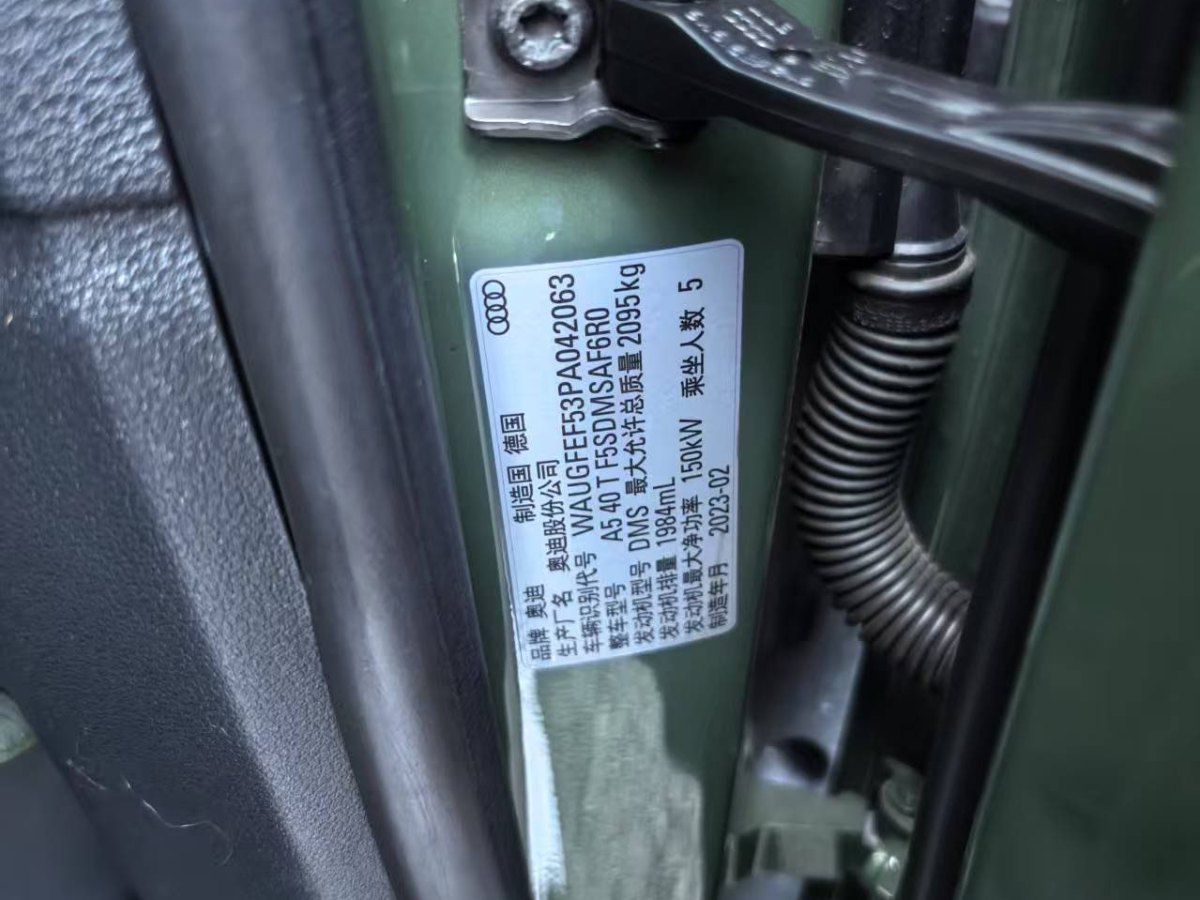 品牌 奥迪 制造国 德国
生产厂名 奥迪股份公司
车辆识别代号 WAUGFEF53PA042063
整车型号 A5 40 T F5SDMSAF6R0
发动机型号 DMS 最大允许总质量 2095kg
发动机排量 1984mL
发动机最大净功率 150kW 乘坐人数 5
制造年月 2023-02